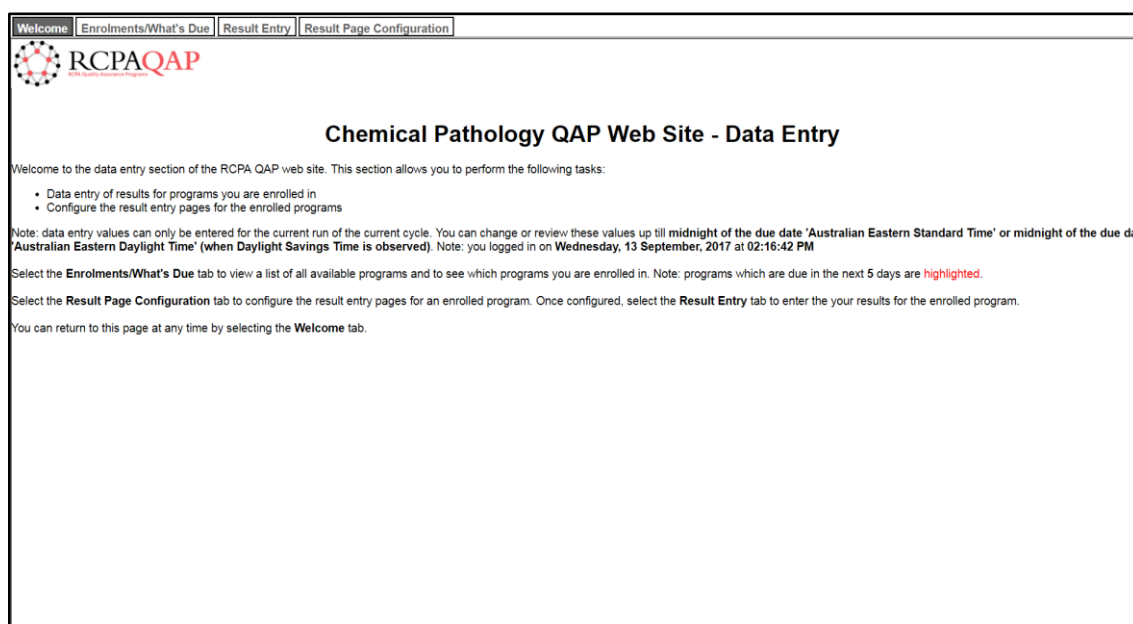 Welcome Enrolments/What's Due Result Entry Result Page Configuration
RCPAQAP
RCPA Quality Assurance Programs
Chemical Pathology QAP Web Site - Data Entry
Welcome to the data entry section of the RCPA QAP web site. This section allows you to perform the following tasks:
• Data entry of results for programs you are enrolled in
• Configure the result entry pages for the enrolled programs
Note: data entry values can only be entered for the current run of the current cycle. You can change or review these values up till midnight of the due date 'Australian Eastern Standard Time' or midnight of the due da
'Australian Eastern Daylight Time' (when Daylight Savings Time is observed). Note: you logged in on Wednesday, 13 September, 2017 at 02:16:42 PM
Select the Enrolments/What's Due tab to view a list of all available programs and to see which programs you are enrolled in. Note: programs which are due in the next 5 days are highlighted.
Select the Result Page Configuration tab to configure the result entry pages for an enrolled program. Once configured, select the Result Entry tab to enter the your results for the enrolled program.
You can return to this page at any time by selecting the Welcome tab.